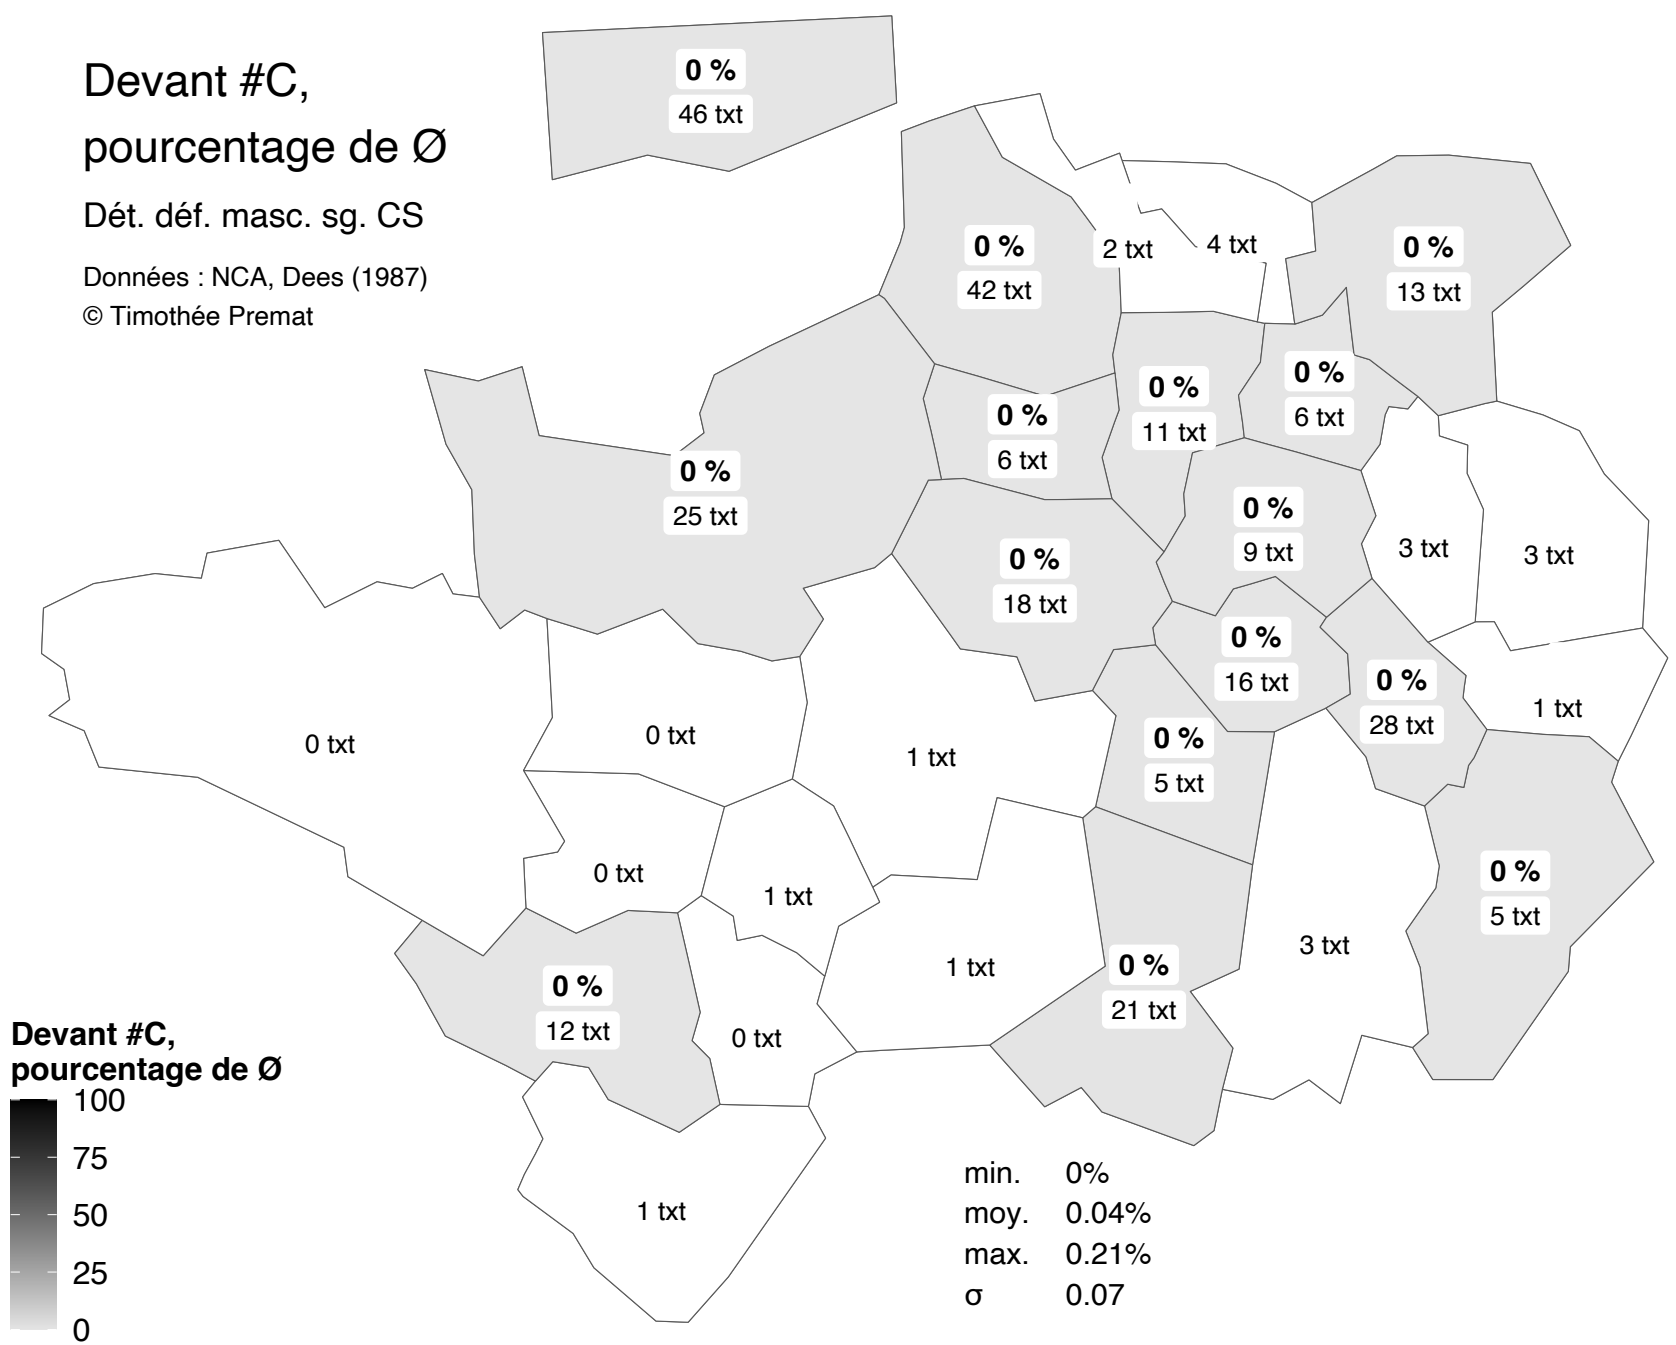 Devant #C,
pourcentage de Ø
Dét. déf. masc. sg. CS
Données : NCA, Dees (1987)
© Timothée Premat
0 %
46 txt
0 %
42 txt
2 txt
4 txt
0 %
13 txt
0 %
25 txt
0 %
6 txt
0 %
11 txt
0 %
6 txt
0 %
18 txt
0 %
9 txt
3 txt
3 txt
0 %
16 txt
0 %
28 txt
1 txt
0 txt
0 txt
1 txt
0 %
5 txt
0 txt
1 txt
0 %
5 txt
1 txt
0 %
21 txt
3 txt
0 %
12 txt
0 txt
1 txt
Devant #C,
pourcentage de Ø
100
75
50
25
0
min. 0%
moy. 0.04%
max. 0.21%
σ 0.07